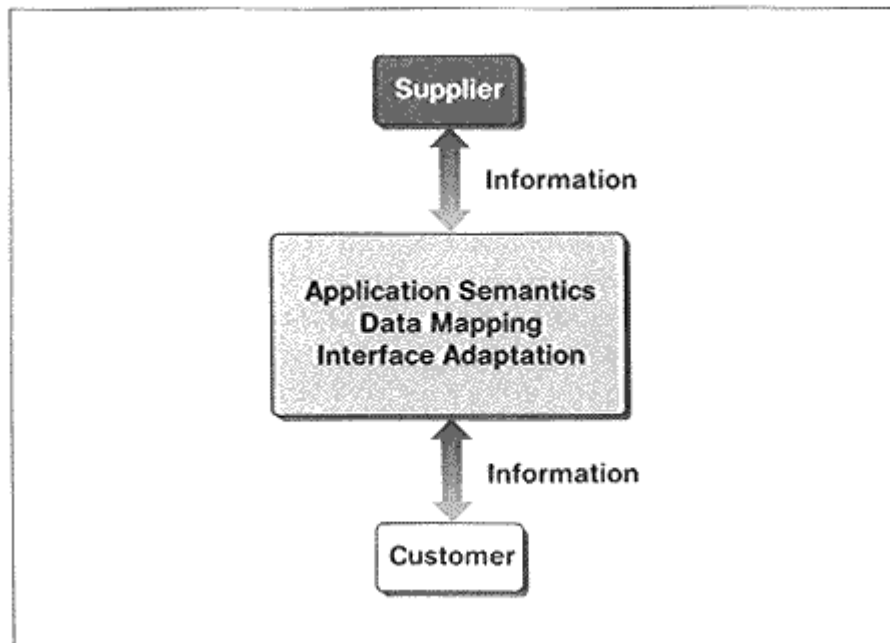 Supplier
Information
Application Semantics
Data Mapping
Interface Adaptation
Information
Customer